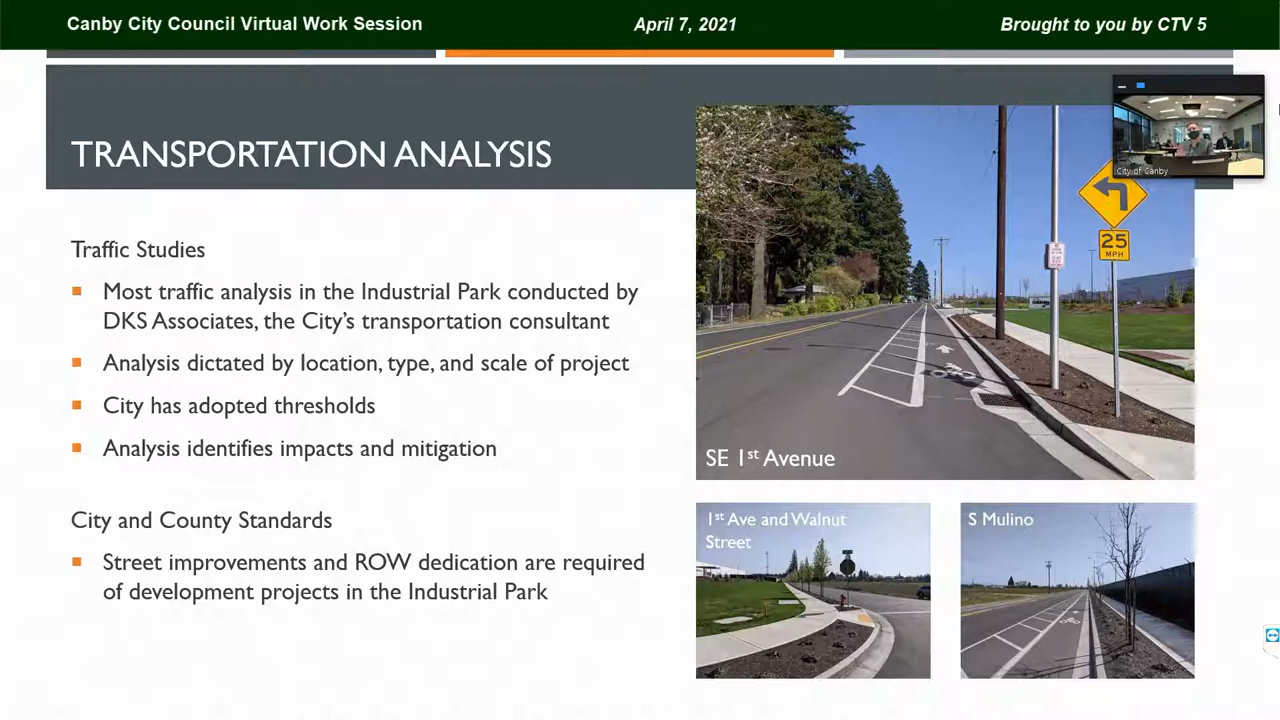 Canby City Council Virtual Work Session
April 7, 2021
Brought to you by CTV 5
City of Canby
TRANSPORTATION ANALYSIS
Traffic Studies
Most traffic analysis in the Industrial Park conducted by
DKS Associates, the City's transportation consultant
Analysis dictated by location, type, and scale of project
City has adopted thresholds
Analysis identifies impacts and mitigation
City and County Standards
Street improvements and ROW dedication are required
of development projects in the Industrial Park
25
MPH
SE 1st Avenue
1st Ave and Walnut
Street
S Mulino